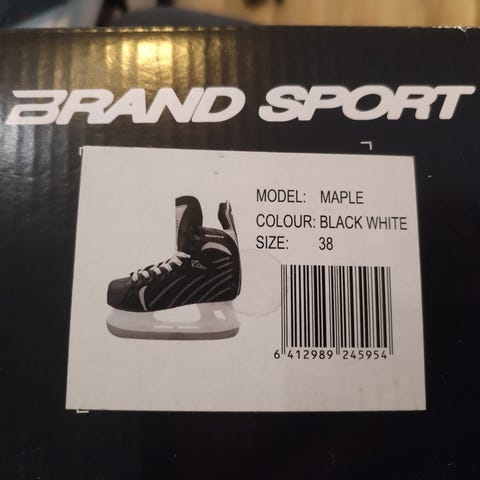 BRAND SPORT
MODEL: MAPLE
COLOUR: BLACK WHITE
SIZE: 38
6 412989 245954